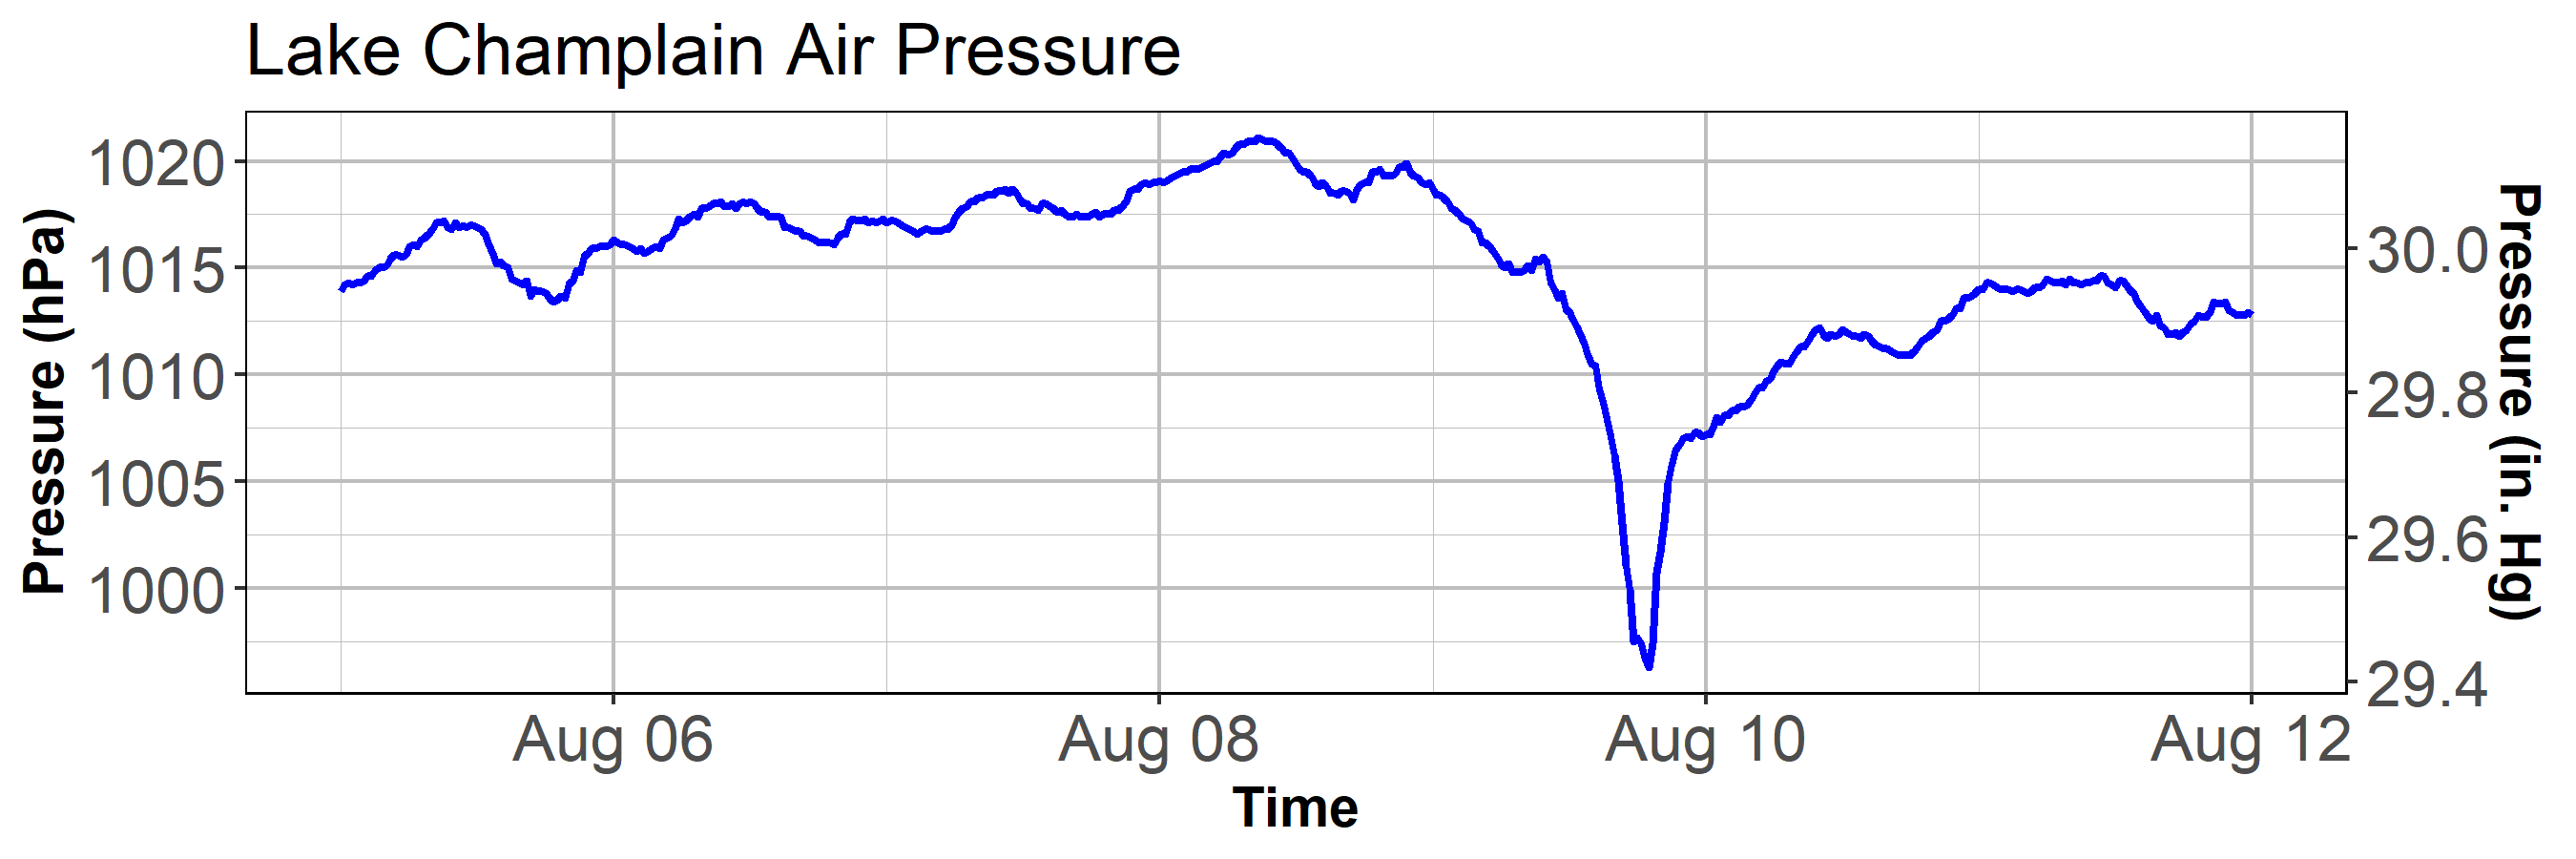 Lake Champlain Air Pressure
Pressure (hPa)
1020
1015
1010
1005
1000
30.0
29.8
29.6
29.4
Pressure (in. Hg)
Aug 06
Aug 08
Aug 10
Aug 12
Time